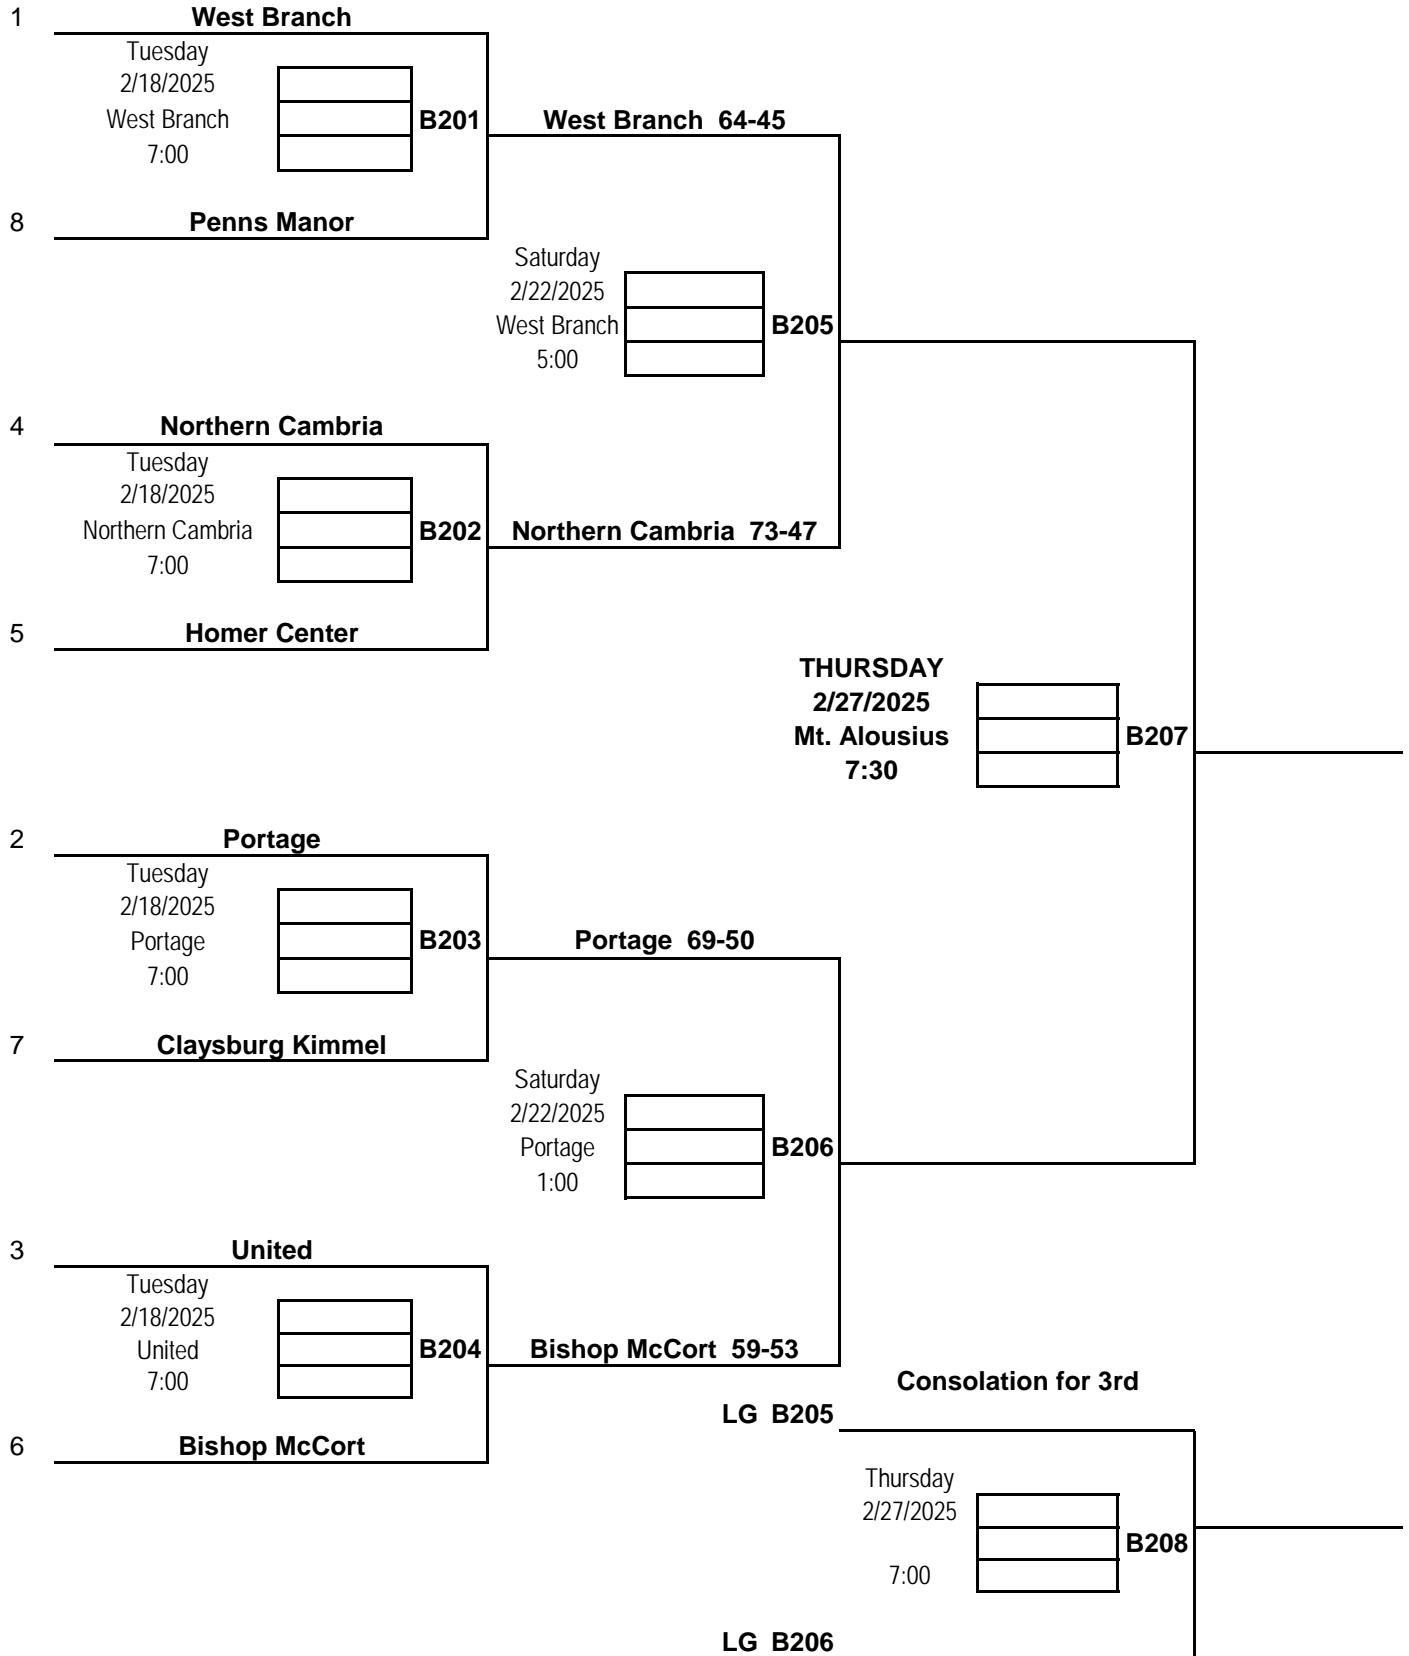 1 West Branch
Tuesday
2/18/2025
West Branch
7:00
B201
West Branch 64-45
8 Penns Manor
Saturday
2/22/2025
West Branch
5:00
B205
4 Northern Cambria
Tuesday
2/18/2025
Northern Cambria
7:00
B202
Northern Cambria 73-47
5 Homer Center
THURSDAY
2/27/2025
Mt. Alousius
7:30
B207
2 Portage
Tuesday
2/18/2025
Portage
7:00
B203
Portage 69-50
7 Claysburg Kimmel
Saturday
2/22/2025
Portage
1:00
B206
3 United
Tuesday
2/18/2025
United
7:00
B204
Bishop McCort 59-53
6 Bishop McCort
Consolation for 3rd
LG B205
Thursday
2/27/2025
7:00
B208
LG B206